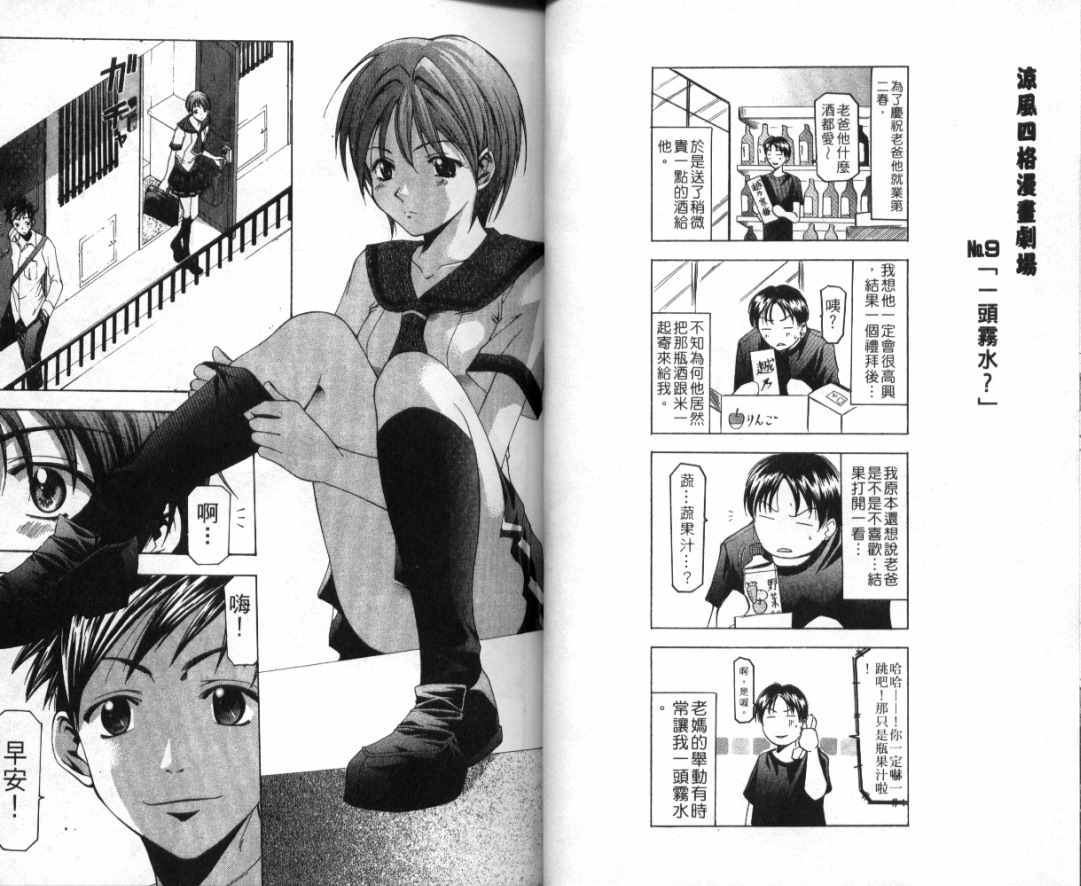 涼風四格漫畫劇場
№9「一頭霧水？」
為了慶祝老爸他就業第
二春，
老爸他什麼
酒都愛～
於是送了稍微
貴一點的酒給
他。
我想他一定會很高興
，結果一個禮拜後…
咦？
越乃
りんご
不知為何他居然
把那瓶酒跟米一
起寄來給我。
我原本還想說老爸
是不是不喜歡…結
果打開一看…
蔬…蔬果汁…？
野菜
哈哈——！你一定嚇一
跳吧！那只是瓶果汁啦
！
啊，是喔。
老媽的舉動有時
常讓我一頭霧水
。
ガチャ
啊…
嗨！
早安！